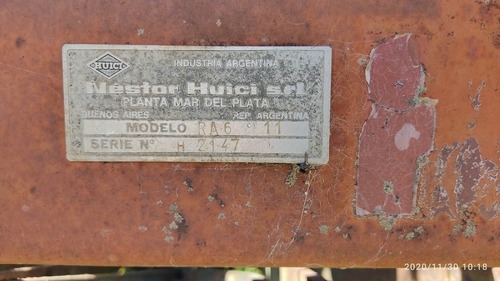 HUICI
INDUSTRIA ARGENTINA
Néstor Huici srl
PLANTA MAR DEL PLATA
BUENOS AIRES REP. ARGENTINA
MODELO RA6 11
SERIE Nº H 2147
2020/11/30 10:18